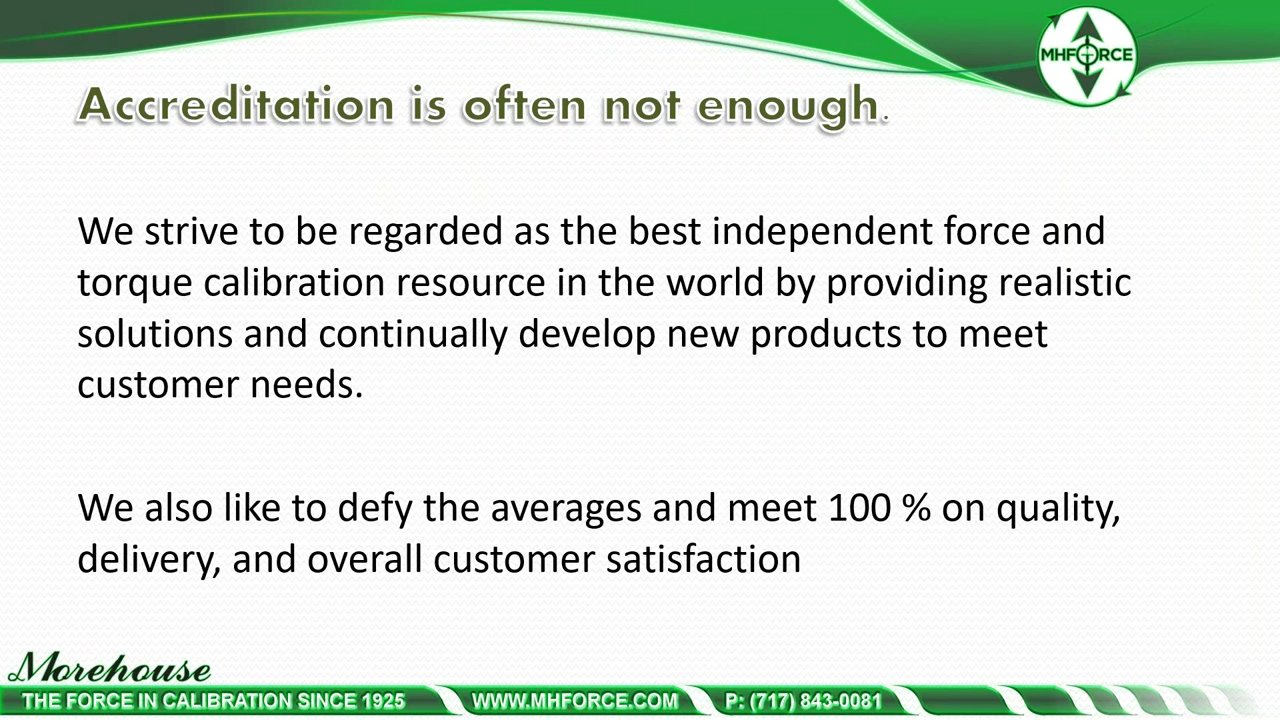 MHFORCE
Accreditation is often not enough.
We strive to be regarded as the best independent force and
torque calibration resource in the world by providing realistic
solutions and continually develop new products to meet
customer needs.
We also like to defy the averages and meet 100 % on quality,
delivery, and overall customer satisfaction
Morehouse
THE FORCE IN CALIBRATION SINCE 1925 WWW.MHFORCE.COM P: (717) 843-0081